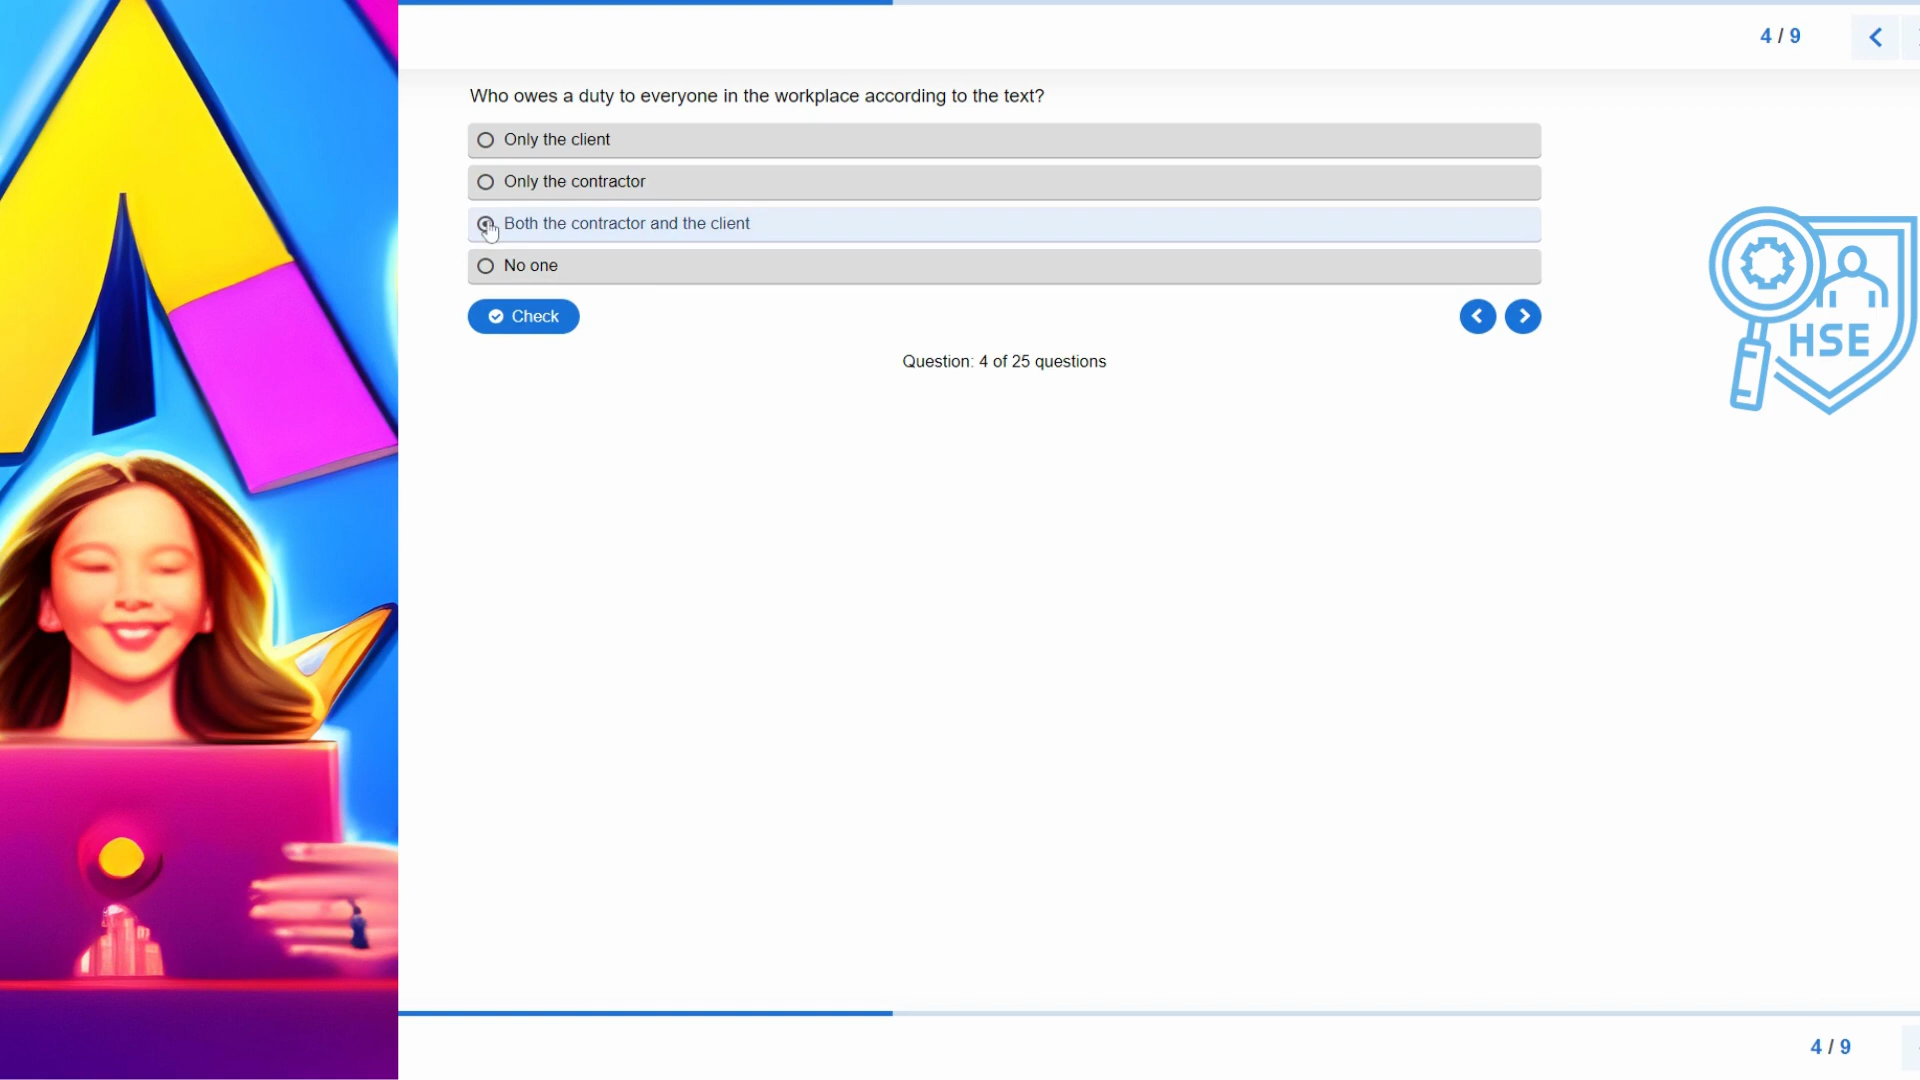 4 / 9
Who owes a duty to everyone in the workplace according to the text?
Only the client
Only the contractor
Both the contractor and the client
No one
Check
Question: 4 of 25 questions
HSE
4 / 9